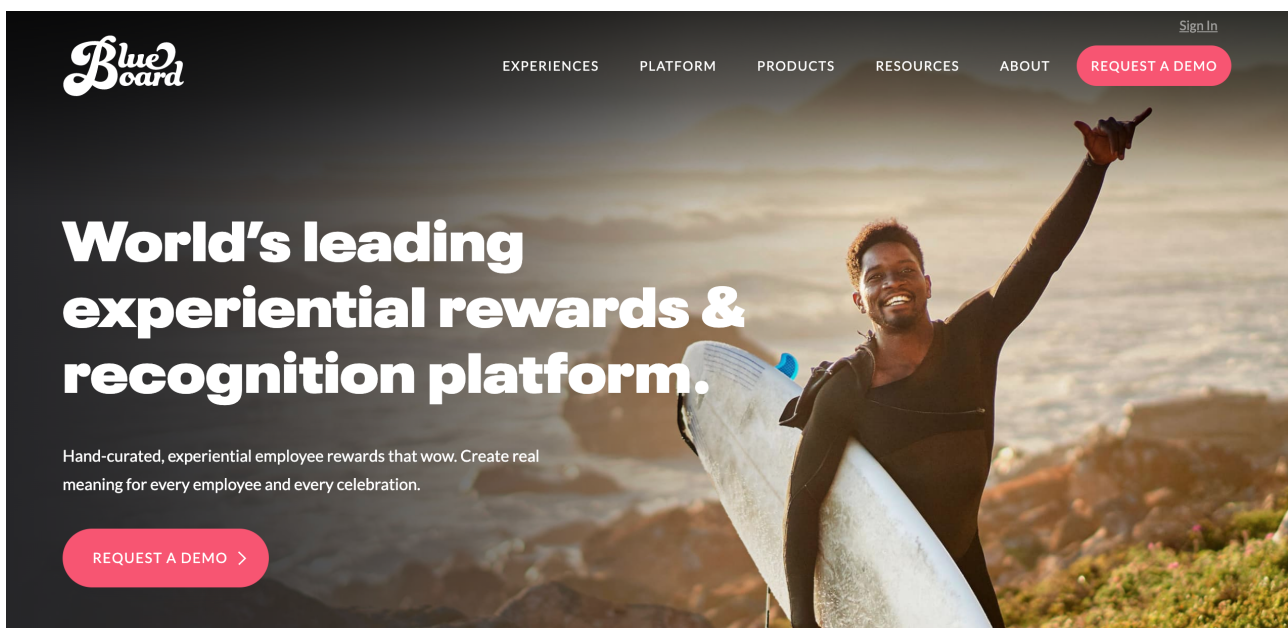 Sign In
Blue
Board
EXPERIENCES PLATFORM PRODUCTS RESOURCES ABOUT REQUEST A DEMO
World’s leading
experiential rewards &
recognition platform.
Hand-curated, experiential employee rewards that wow. Create real
meaning for every employee and every celebration.
REQUEST A DEMO >